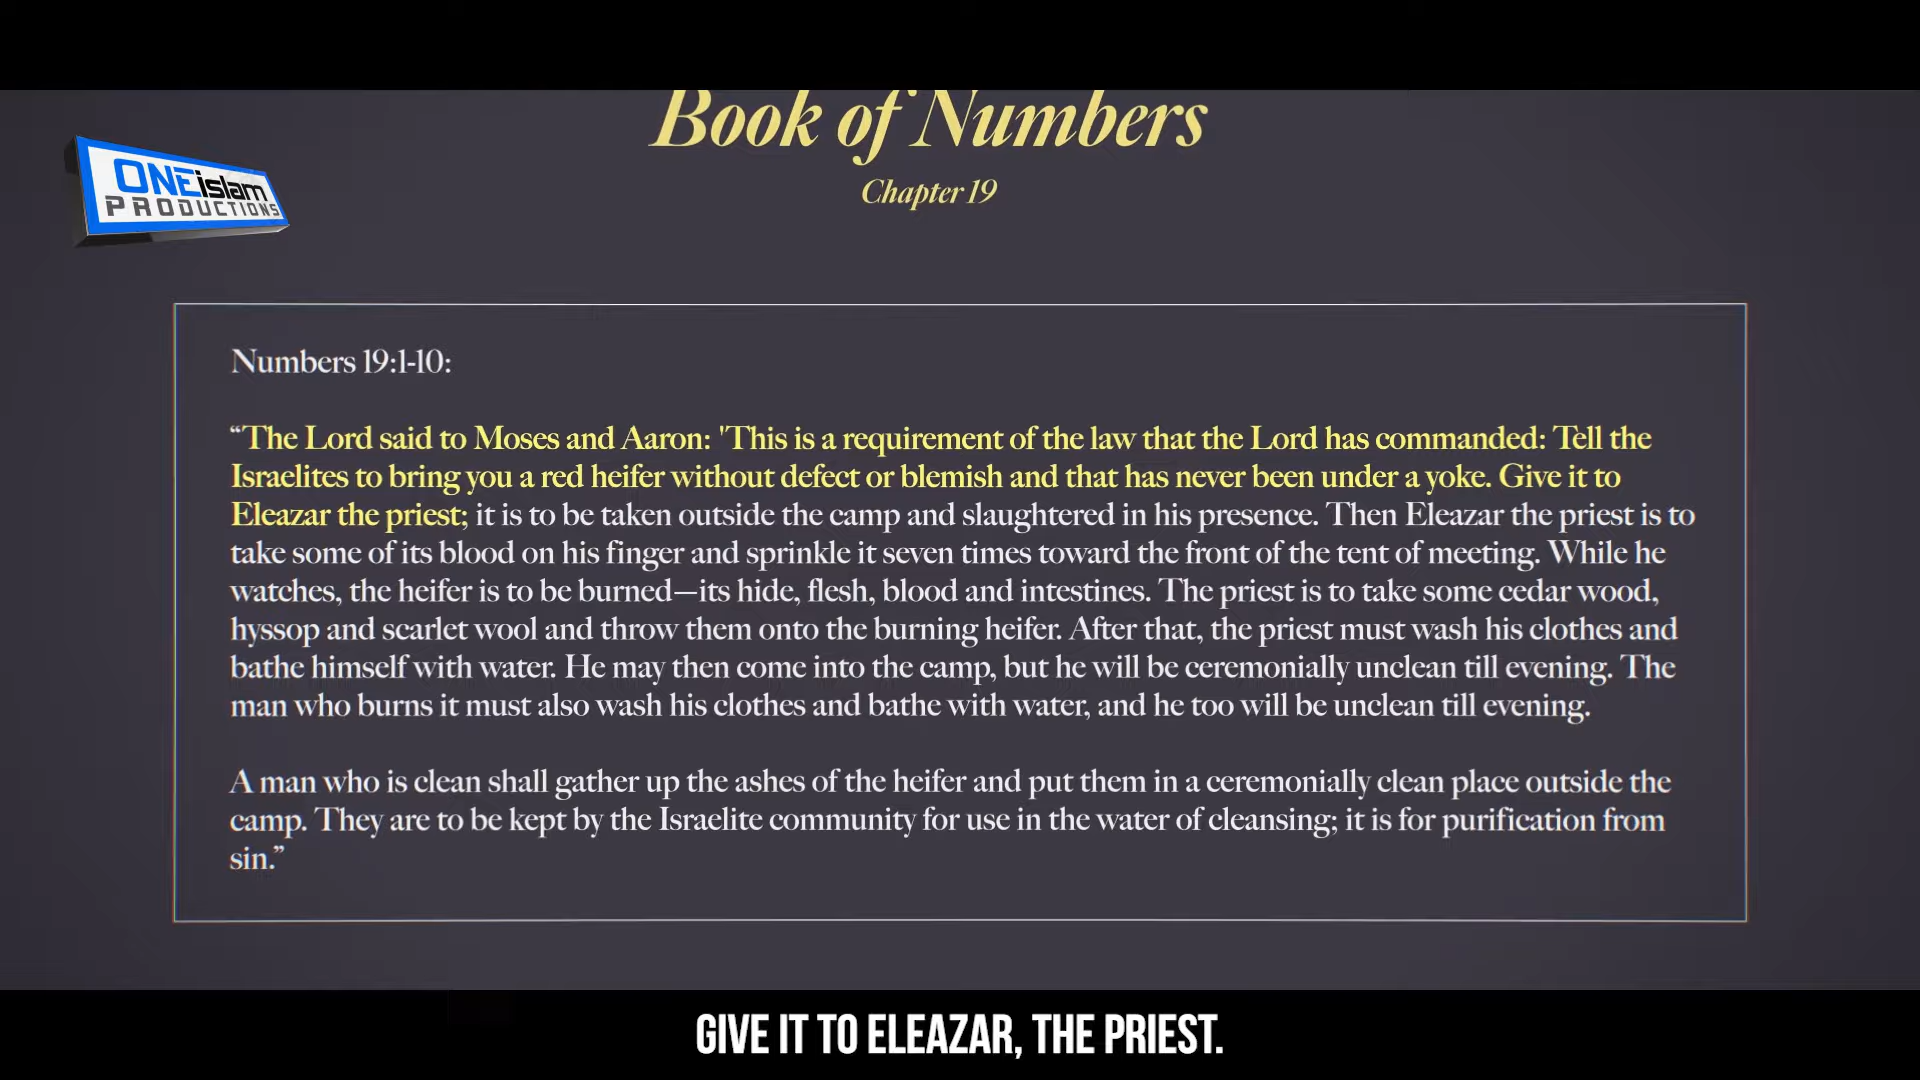 Book of Numbers
Chapter 19
ONEislam
PRODUCTIONS
Numbers 19:1-10:
“The Lord said to Moses and Aaron: 'This is a requirement of the law that the Lord has commanded: Tell the
Israelites to bring you a red heifer without defect or blemish and that has never been under a yoke. Give it to
Eleazar the priest; it is to be taken outside the camp and slaughtered in his presence. Then Eleazar the priest is to
take some of its blood on his finger and sprinkle it seven times toward the front of the tent of meeting. While he
watches, the heifer is to be burned—its hide, flesh, blood and intestines. The priest is to take some cedar wood,
hyssop and scarlet wool and throw them onto the burning heifer. After that, the priest must wash his clothes and
bathe himself with water. He may then come into the camp, but he will be ceremonially unclean till evening. The
man who burns it must also wash his clothes and bathe with water, and he too will be unclean till evening.
A man who is clean shall gather up the ashes of the heifer and put them in a ceremonially clean place outside the
camp. They are to be kept by the Israelite community for use in the water of cleansing; it is for purification from
sin.”
GIVE IT TO ELEAZAR, THE PRIEST.